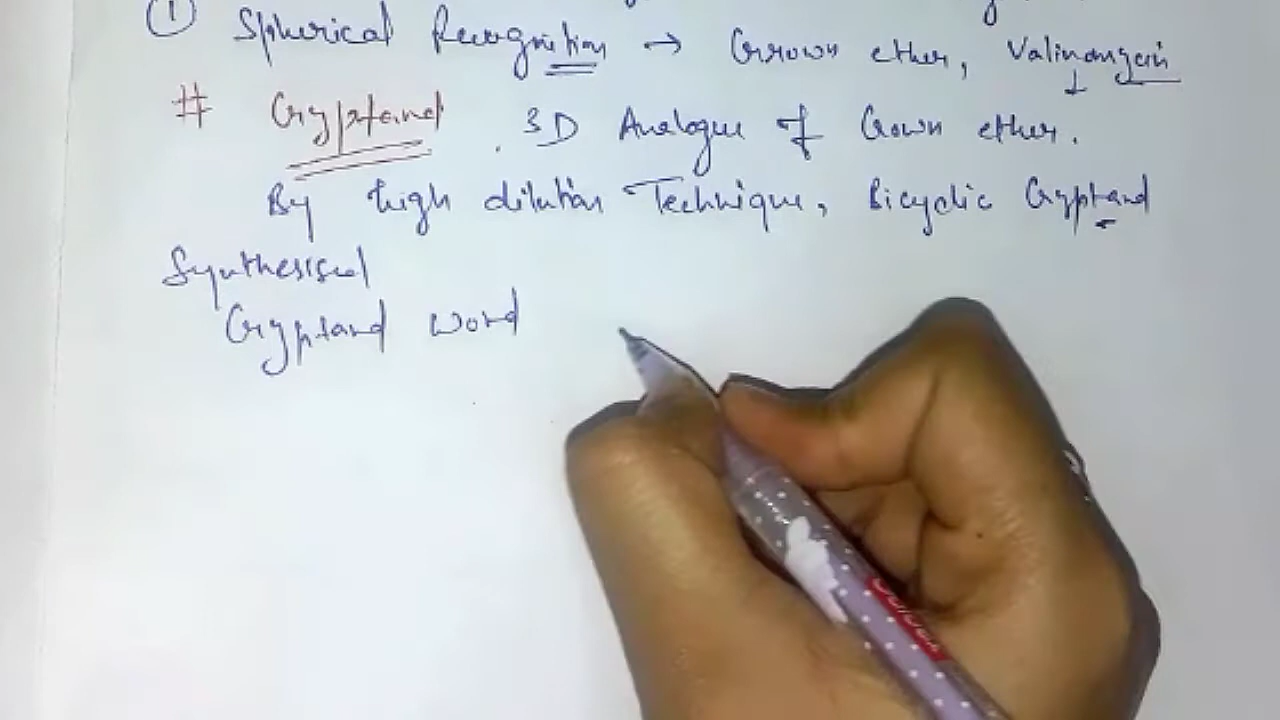 ① Spherical Recognition → Crown ether, Valinomycin
# Cryptand. 3D Analogue of Crown ether.
By high dilution Technique, Bicyclic Cryptand
Synthesised
Cryptand word